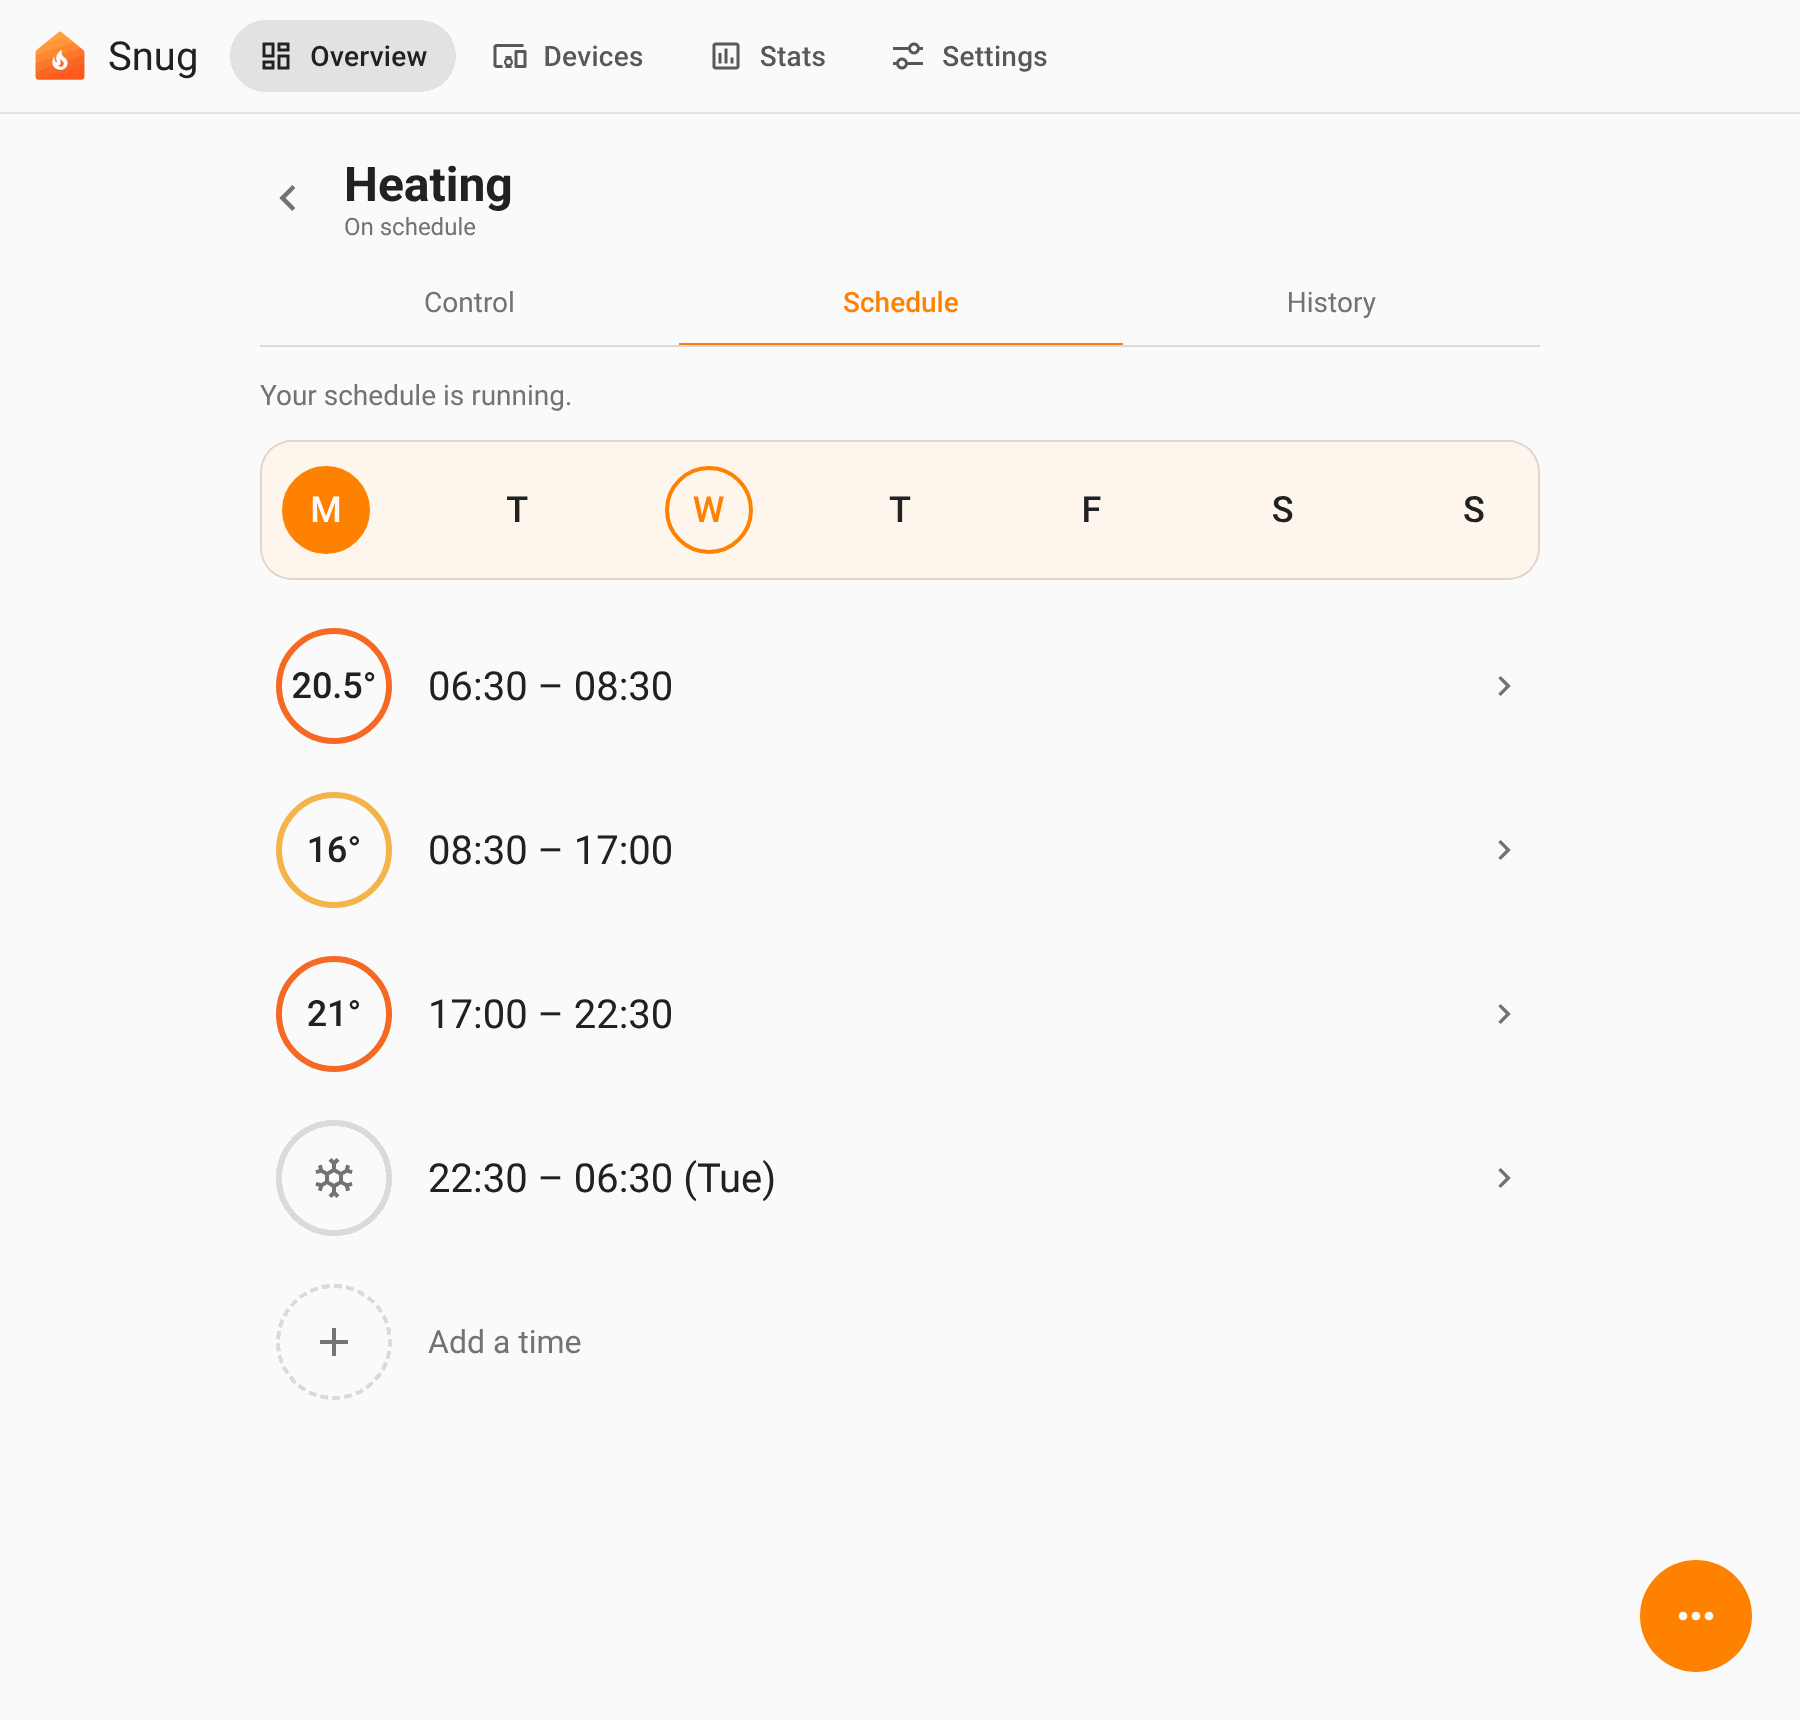 Snug
Overview
Devices
Stats
Settings
Heating
On schedule
Control
Schedule
History
Your schedule is running.
M T W T F S S
20.5° 06:30 – 08:30
16° 08:30 – 17:00
21° 17:00 – 22:30
22:30 – 06:30 (Tue)
Add a time